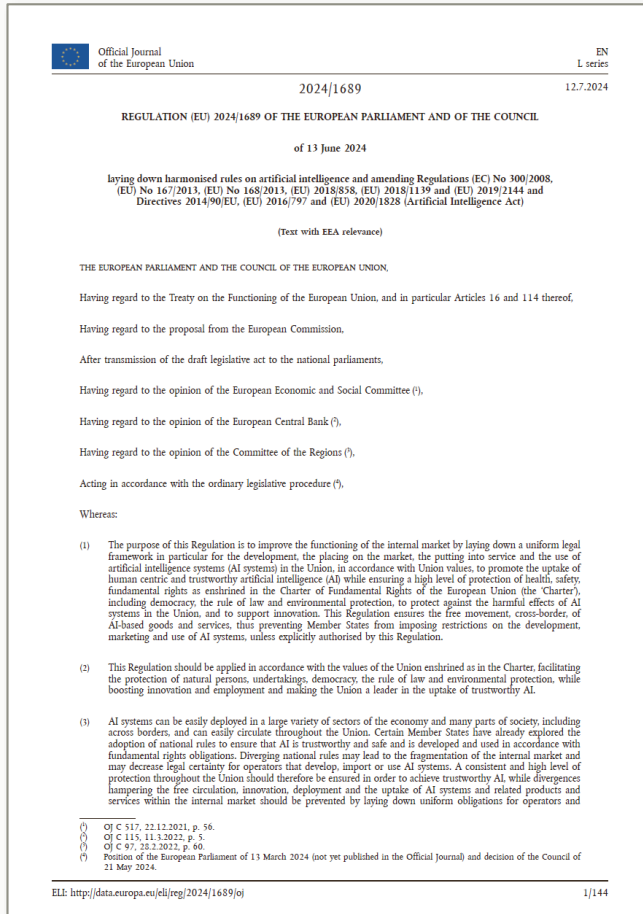 Official Journal
of the European Union
EN
L series
2024/1689
12.7.2024
REGULATION (EU) 2024/1689 OF THE EUROPEAN PARLIAMENT AND OF THE COUNCIL
of 13 June 2024
laying down harmonised rules on artificial intelligence and amending Regulations (EC) No 300/2008,
(EU) No 167/2013, (EU) No 168/2013, (EU) 2018/858, (EU) 2018/1139 and (EU) 2019/2144 and
Directives 2014/90/EU, (EU) 2016/797 and (EU) 2020/1828 (Artificial Intelligence Act)
(Text with EEA relevance)
THE EUROPEAN PARLIAMENT AND THE COUNCIL OF THE EUROPEAN UNION,
Having regard to the Treaty on the Functioning of the European Union, and in particular Articles 16 and 114 thereof,
Having regard to the proposal from the European Commission,
After transmission of the draft legislative act to the national parliaments,
Having regard to the opinion of the European Economic and Social Committee (¹),
Having regard to the opinion of the European Central Bank (²),
Having regard to the opinion of the Committee of the Regions (³),
Acting in accordance with the ordinary legislative procedure (⁴),
Whereas:
(1) The purpose of this Regulation is to improve the functioning of the internal market by laying down a uniform legal
framework in particular for the development, the placing on the market, the putting into service and the use of
artificial intelligence systems (AI systems) in the Union, in accordance with Union values, to promote the uptake of
human centric and trustworthy artificial intelligence (AI) while ensuring a high level of protection of health, safety,
fundamental rights as enshrined in the Charter of Fundamental Rights of the European Union (the ‘Charter’),
including democracy, the rule of law and environmental protection, to protect against the harmful effects of AI
systems in the Union, and to support innovation. This Regulation ensures the free movement, cross-border, of
AI-based goods and services, thus preventing Member States from imposing restrictions on the development,
marketing and use of AI systems, unless explicitly authorised by this Regulation.
(2) This Regulation should be applied in accordance with the values of the Union enshrined as in the Charter, facilitating
the protection of natural persons, undertakings, democracy, the rule of law and environmental protection, while
boosting innovation and employment and making the Union a leader in the uptake of trustworthy AI.
(3) AI systems can be easily deployed in a large variety of sectors of the economy and many parts of society, including
across borders, and can easily circulate throughout the Union. Certain Member States have already explored the
adoption of national rules to ensure that AI is trustworthy and safe and is developed and used in accordance with
fundamental rights obligations. Diverging national rules may lead to the fragmentation of the internal market and
may decrease legal certainty for operators that develop, import or use AI systems. A consistent and high level of
protection throughout the Union should therefore be ensured in order to achieve trustworthy AI, while divergences
hampering the free circulation, innovation, deployment and the uptake of AI systems and related products and
services within the internal market should be prevented by laying down uniform obligations for operators and
(¹) OJ C 517, 22.12.2021, p. 56.
(²) OJ C 115, 11.3.2022, p. 5.
(³) OJ C 97, 28.2.2022, p. 60.
(⁴) Position of the European Parliament of 13 March 2024 (not yet published in the Official Journal) and decision of the Council of
21 May 2024.
ELI: http://data.europa.eu/eli/reg/2024/1689/oj
1/144